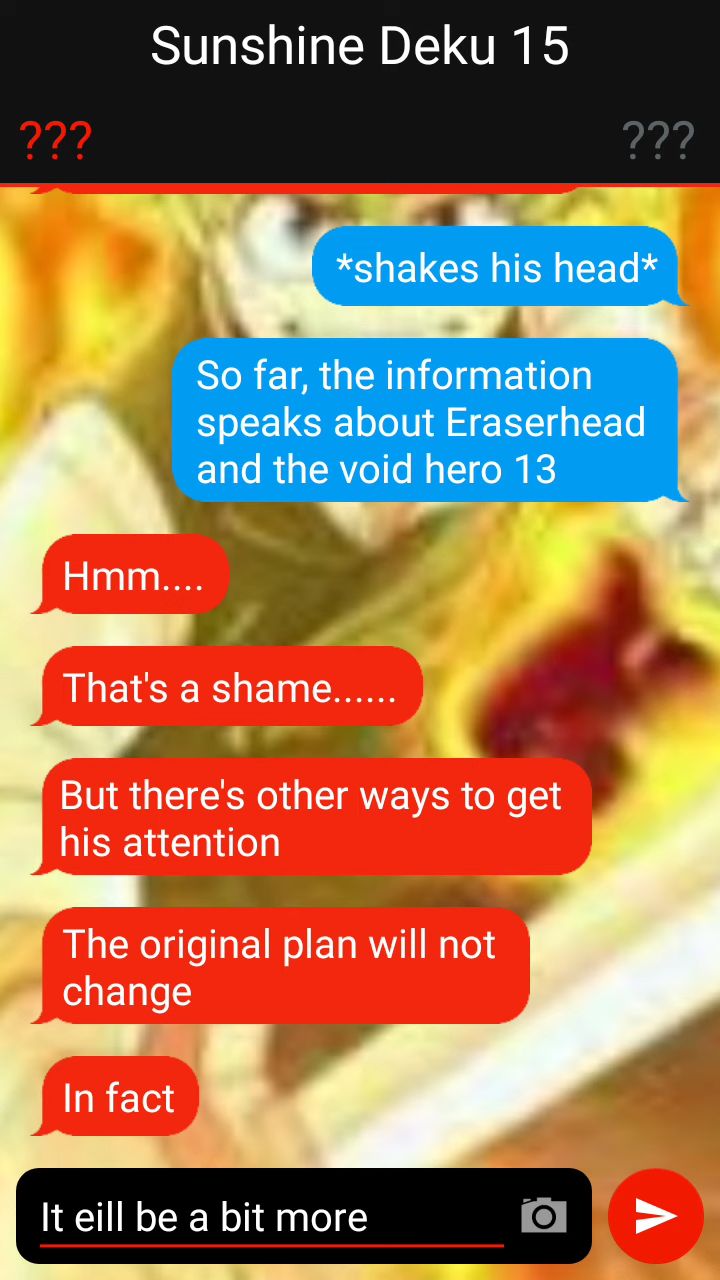 Sunshine Deku 15
???
???
*shakes his head*
So far, the information
speaks about Eraserhead
and the void hero 13
Hmm....
That's a shame......
But there's other ways to get
his attention
The original plan will not
change
In fact
It eill be a bit more